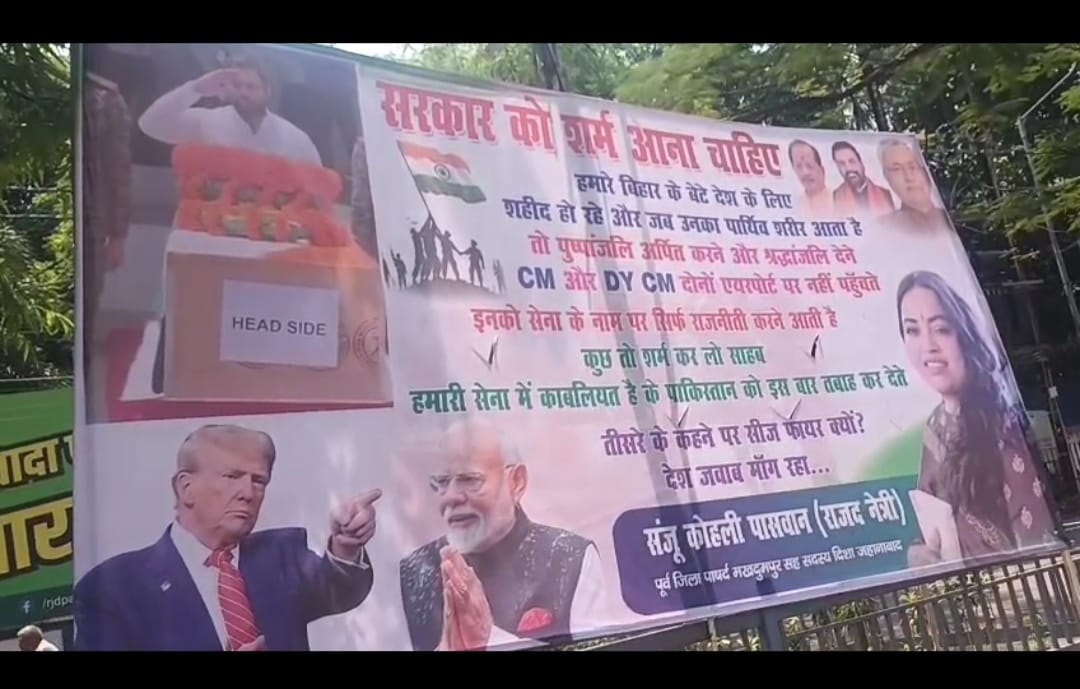 सरकार को शर्म आना चाहिए
हमारे बिहार के बेटे देश के लिए
शहीद हो रहे और जब उनका पार्थिव शरीर आता है
तो पुष्पांजलि अर्पित करने और श्रद्धांजलि देने
CM और DY CM दोनों एयरपोर्ट पर नहीं पहुँचते
इनको सेना के नाम पर सिर्फ राजनीती करने आती है
कुछ तो शर्म कर लो साहब
हमारी सेना में काबलियत है के पाकिस्तान को इस बार तबाह कर देते
तीसरे के कहने पर सीज फायर क्यों?
देश जवाब माँग रहा...
HEAD SIDE
संजू कोहली पासवान (राजद नेत्री)
पूर्व जिला पार्षद मखदुमपुर सह सदस्य दिशा जहानाबाद